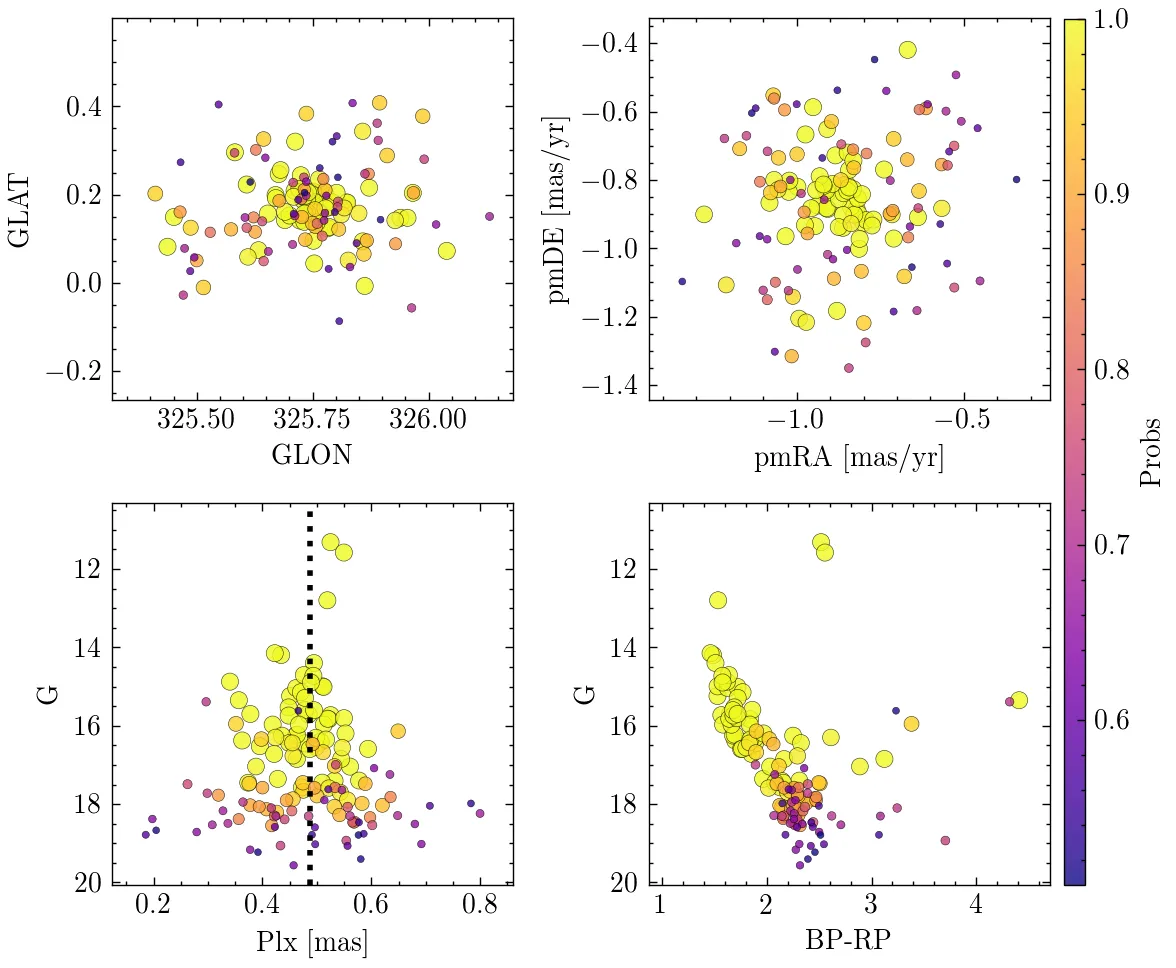 0.4
0.2
0.0
−0.2
GLAT
325.50 325.75 326.00
GLON
−0.4
−0.6
−0.8
−1.0
−1.2
−1.4
pmDE [mas/yr]
−1.0 −0.5
pmRA [mas/yr]
1.0
0.9
0.8
0.7
0.6
Probs
12
14
16
18
20
G
0.2 0.4 0.6 0.8
Plx [mas]
12
14
16
18
20
G
1 2 3 4
BP-RP